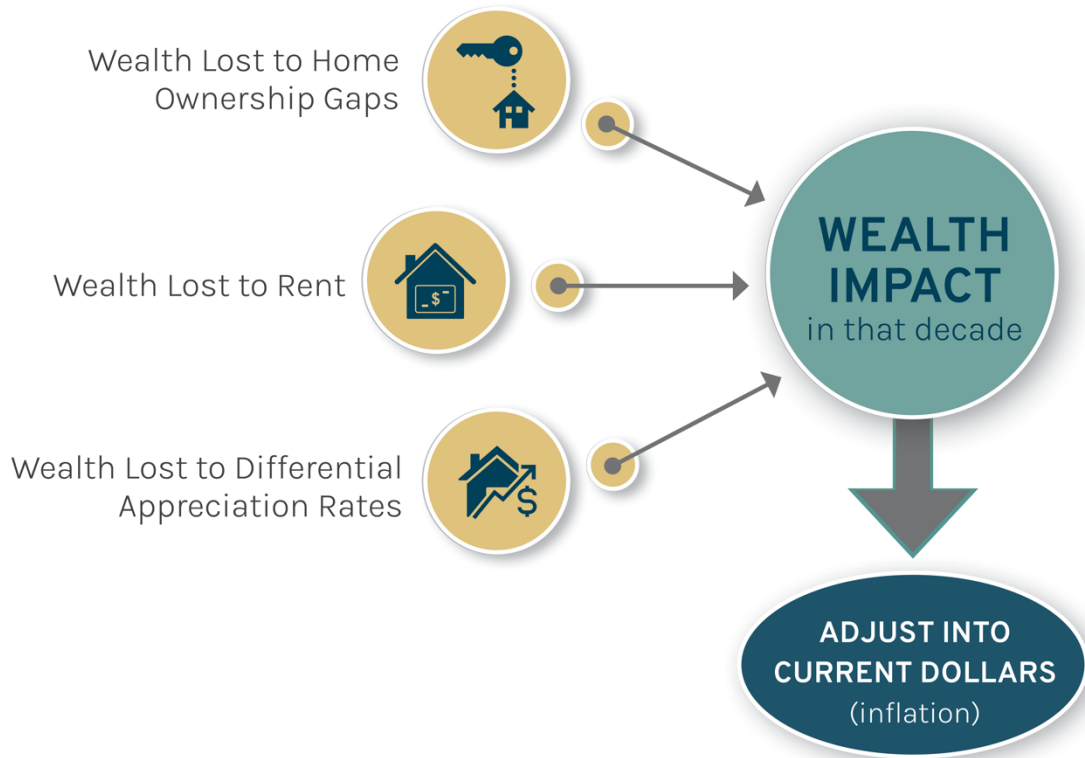 Wealth Lost to Home
Ownership Gaps
Wealth Lost to Rent
$
Wealth Lost to Differential
Appreciation Rates
$
WEALTH
IMPACT
in that decade
ADJUST INTO
CURRENT DOLLARS
(inflation)